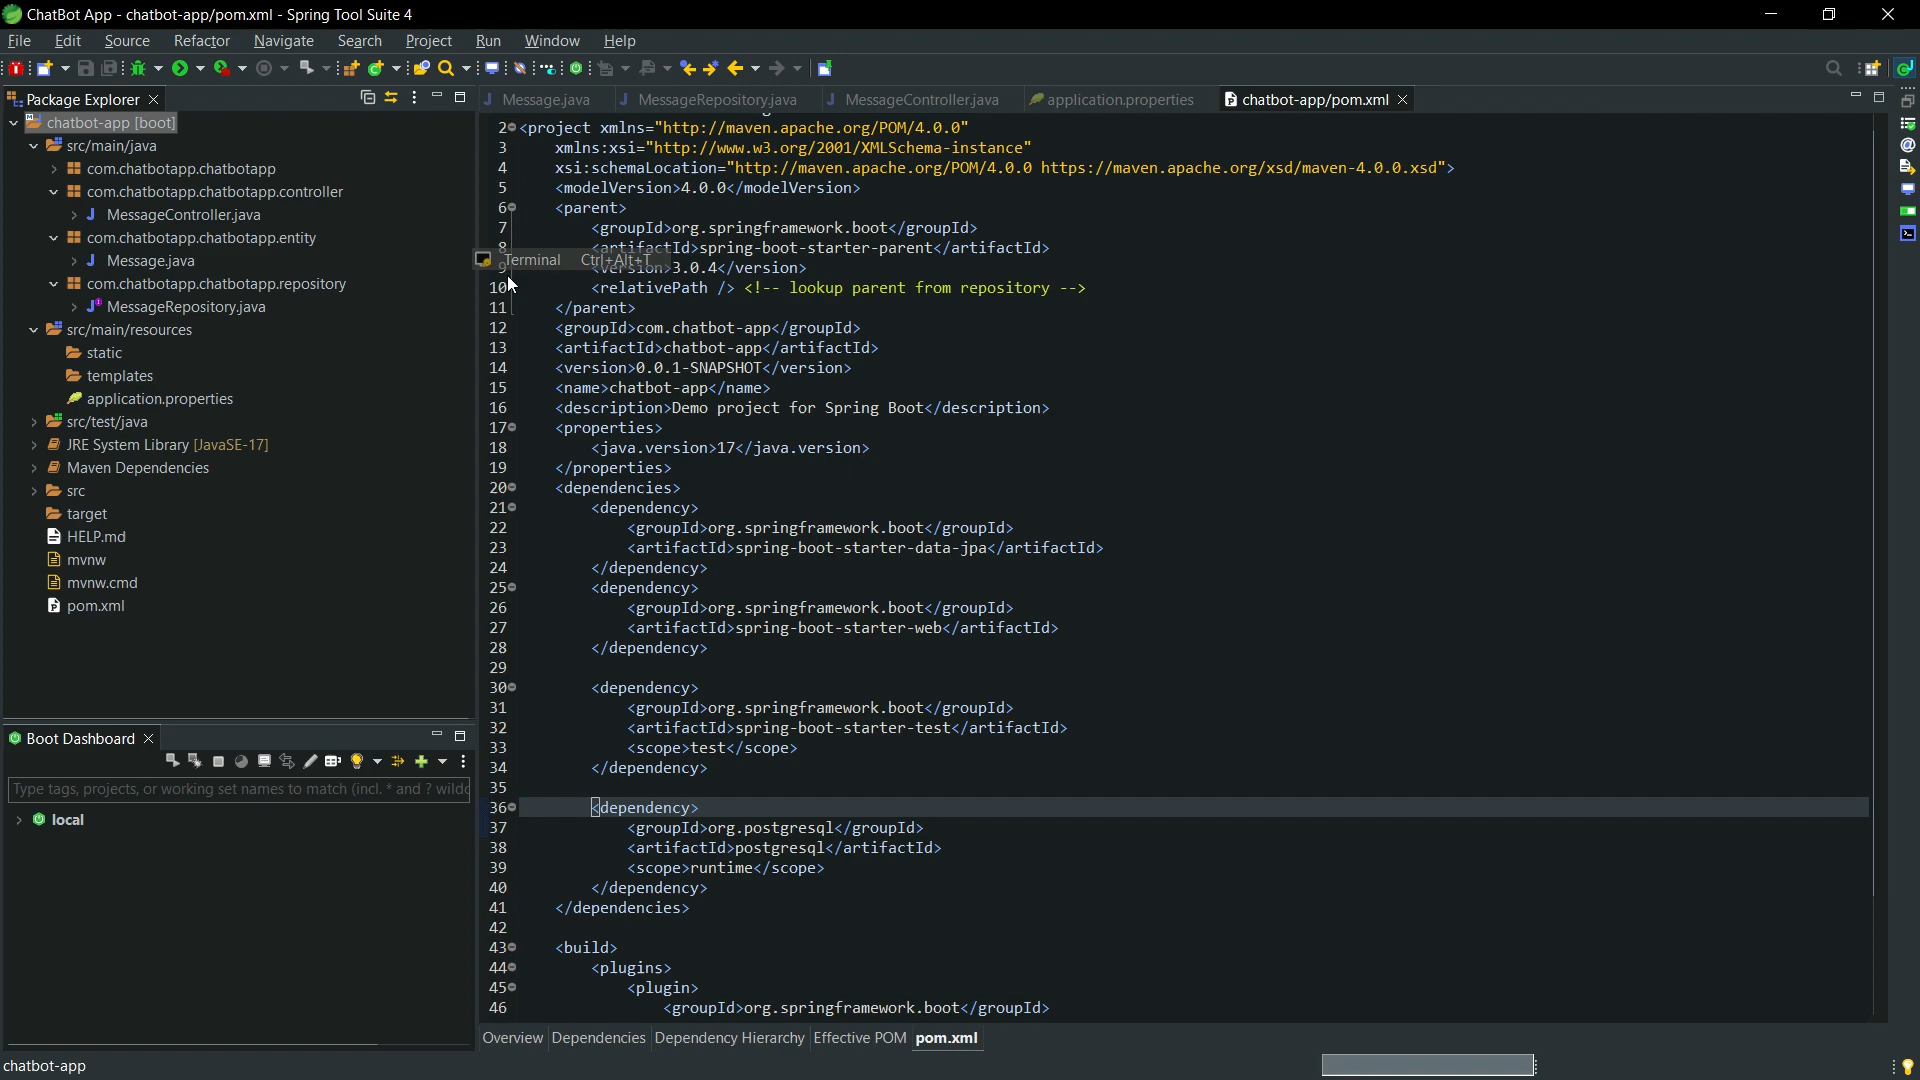 ChatBot App - chatbot-app/pom.xml - Spring Tool Suite 4
File Edit Source Refactor Navigate Search Project Run Window Help
Package Explorer
chatbot-app [boot]
src/main/java
com.chatbotapp.chatbotapp
com.chatbotapp.chatbotapp.controller
MessageController.java
com.chatbotapp.chatbotapp.entity
Message.java
com.chatbotapp.chatbotapp.repository
MessageRepository.java
src/main/resources
static
templates
application.properties
src/test/java
JRE System Library [JavaSE-17]
Maven Dependencies
src
target
HELP.md
mvnw
mvnw.cmd
pom.xml
Boot Dashboard
Type tags, projects, or working set names to match (incl. * and ? wildc
local
Message.java MessageRepository.java MessageController.java application.properties chatbot-app/pom.xml
2 <project xmlns="http://maven.apache.org/POM/4.0.0"
3 xmlns:xsi="http://www.w3.org/2001/XMLSchema-instance"
4 xsi:schemaLocation="http://maven.apache.org/POM/4.0.0 https://maven.apache.org/xsd/maven-4.0.0.xsd">
5 <modelVersion>4.0.0</modelVersion>
6 <parent>
7 <groupId>org.springframework.boot</groupId>
8 <artifactId>spring-boot-starter-parent</artifactId>
Terminal Ctrl+Alt+T
9 <version>3.0.4</version>
10 <relativePath /> <!-- lookup parent from repository -->
11 </parent>
12 <groupId>com.chatbot-app</groupId>
13 <artifactId>chatbot-app</artifactId>
14 <version>0.0.1-SNAPSHOT</version>
15 <name>chatbot-app</name>
16 <description>Demo project for Spring Boot</description>
17 <properties>
18 <java.version>17</java.version>
19 </properties>
20 <dependencies>
21 <dependency>
22 <groupId>org.springframework.boot</groupId>
23 <artifactId>spring-boot-starter-data-jpa</artifactId>
24 </dependency>
25 <dependency>
26 <groupId>org.springframework.boot</groupId>
27 <artifactId>spring-boot-starter-web</artifactId>
28 </dependency>
29
30 <dependency>
31 <groupId>org.springframework.boot</groupId>
32 <artifactId>spring-boot-starter-test</artifactId>
33 <scope>test</scope>
34 </dependency>
35
36 <dependency>
37 <groupId>org.postgresql</groupId>
38 <artifactId>postgresql</artifactId>
39 <scope>runtime</scope>
40 </dependency>
41 </dependencies>
42
43 <build>
44 <plugins>
45 <plugin>
46 <groupId>org.springframework.boot</groupId>
Overview Dependencies Dependency Hierarchy Effective POM pom.xml
chatbot-app